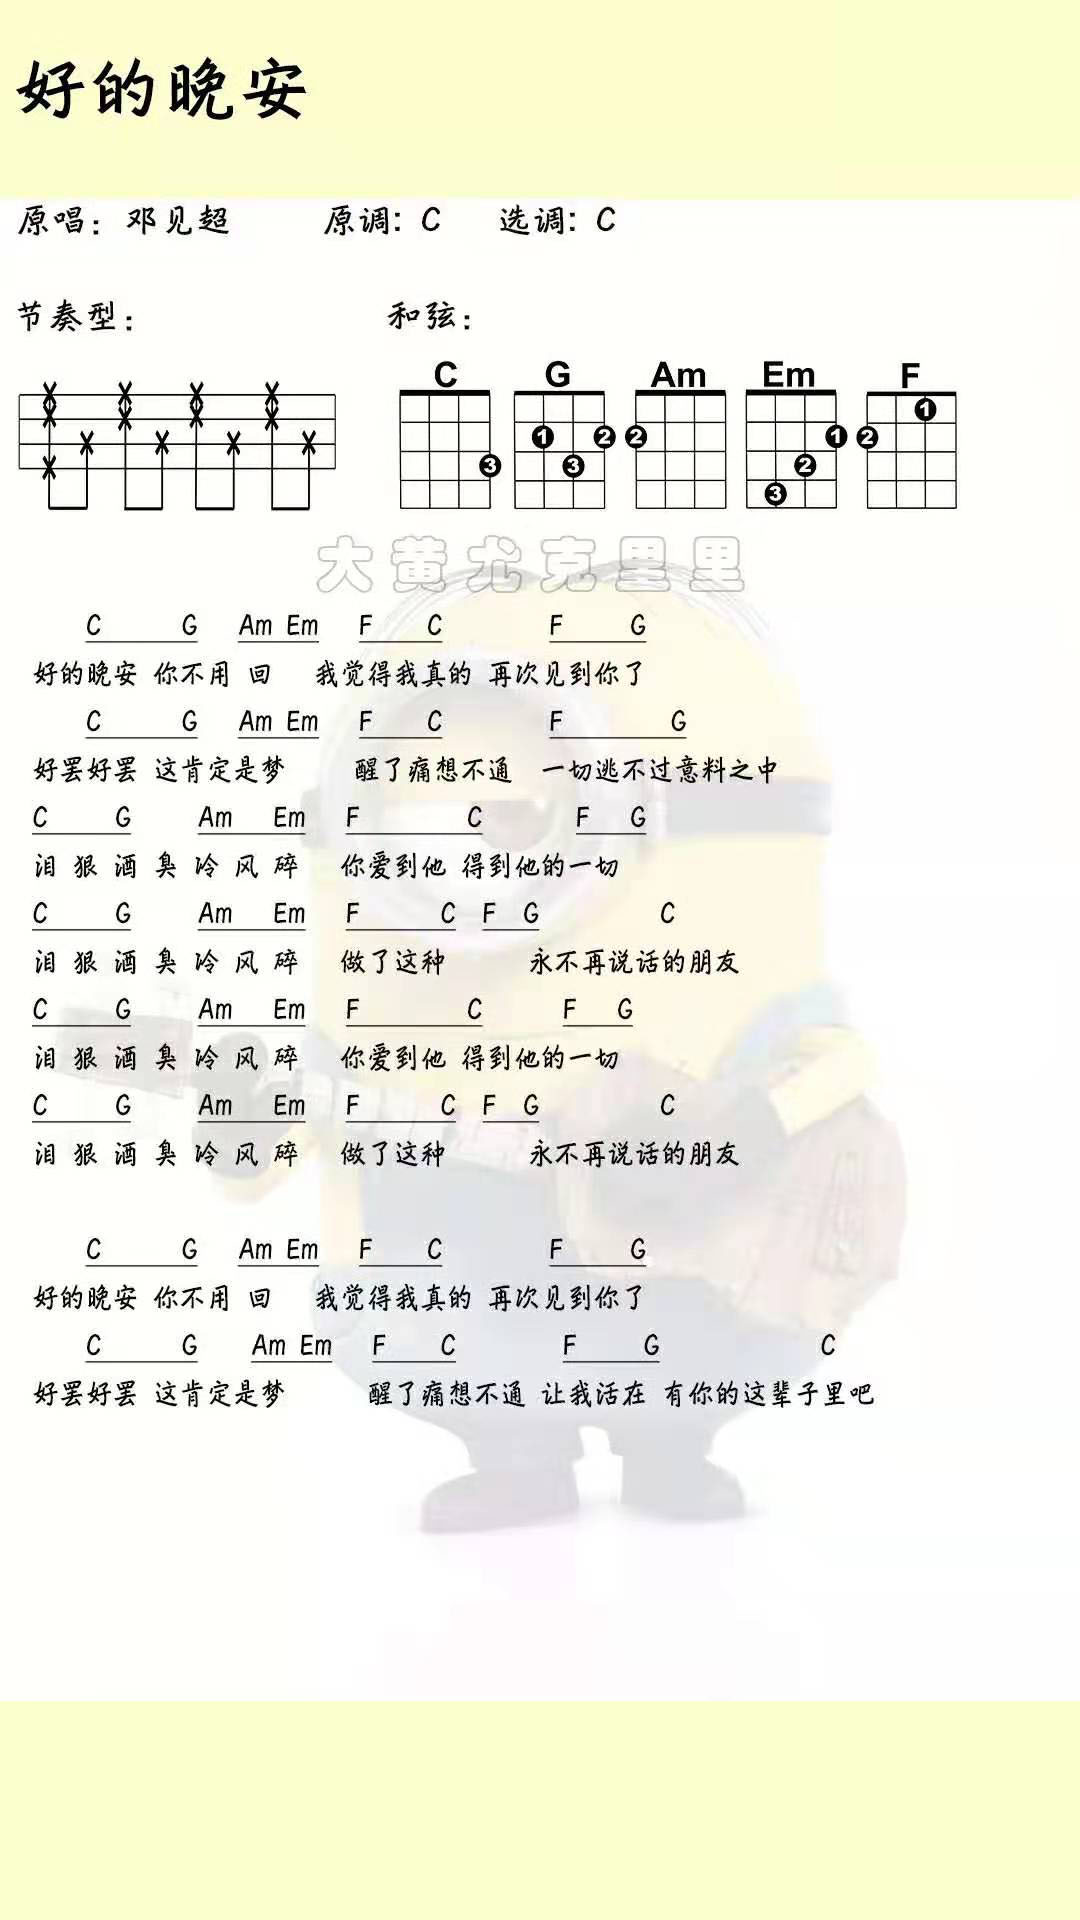 好的晚安
原唱：邓见超 原调：C 选调：C
节奏型： 和弦：
C G Am Em F
1 2 3 2 1 2 3 1 2
3
大黄尤克里里
C G Am Em F C F G
好的晚安 你不用 回 我觉得我真的 再次见到你了
C G Am Em F C F G
好罢好罢 这肯定是梦 醒了痛想不通 一切逃不过意料之中
C G Am Em F C F G
泪 狠 酒 臭 冷 风 碎 你爱到他 得到他的一切
C G Am Em F C F G C
泪 狠 酒 臭 冷 风 碎 做了这种 永不再说话的朋友
C G Am Em F C F G
泪 狠 酒 臭 冷 风 碎 你爱到他 得到他的一切
C G Am Em F C F G C
泪 狠 酒 臭 冷 风 碎 做了这种 永不再说话的朋友
C G Am Em F C F G
好的晚安 你不用 回 我觉得我真的 再次见到你了
C G Am Em F C F G C
好罢好罢 这肯定是梦 醒了痛想不通 让我活在 有你的这辈子里吧